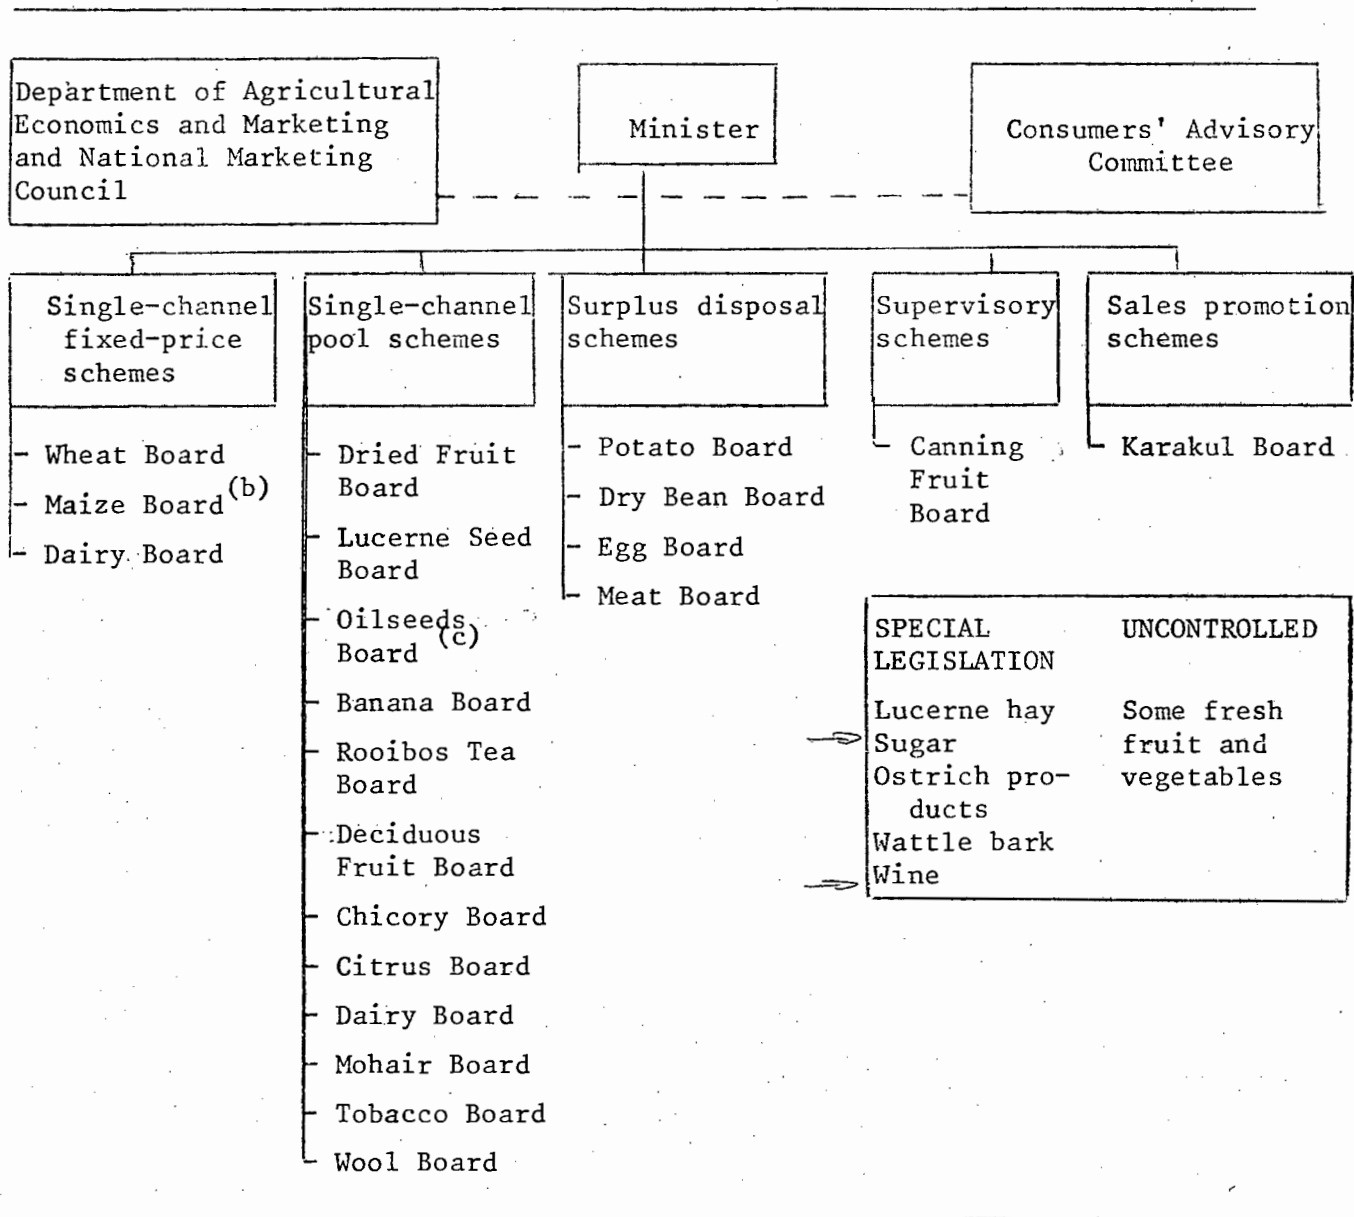 Department of Agricultural
Economics and Marketing
and National Marketing
Council
Minister
Consumers' Advisory
Committee
Single-channel
fixed-price
schemes
- Wheat Board
- Maize Board (b)
- Dairy Board
Single-channel
pool schemes
- Dried Fruit
Board
- Lucerne Seed
Board
- Oilseeds
Board (c)
- Banana Board
- Rooibos Tea
Board
- Deciduous
Fruit Board
- Chicory Board
- Citrus Board
- Dairy Board
- Mohair Board
- Tobacco Board
- Wool Board
Surplus disposal
schemes
- Potato Board
- Dry Bean Board
- Egg Board
- Meat Board
Supervisory
schemes
- Canning
Fruit
Board
Sales promotion
schemes
- Karakul Board
SPECIAL
LEGISLATION
Lucerne hay
Sugar
Ostrich pro-
ducts
Wattle bark
Wine
UNCONTROLLED
Some fresh
fruit and
vegetables